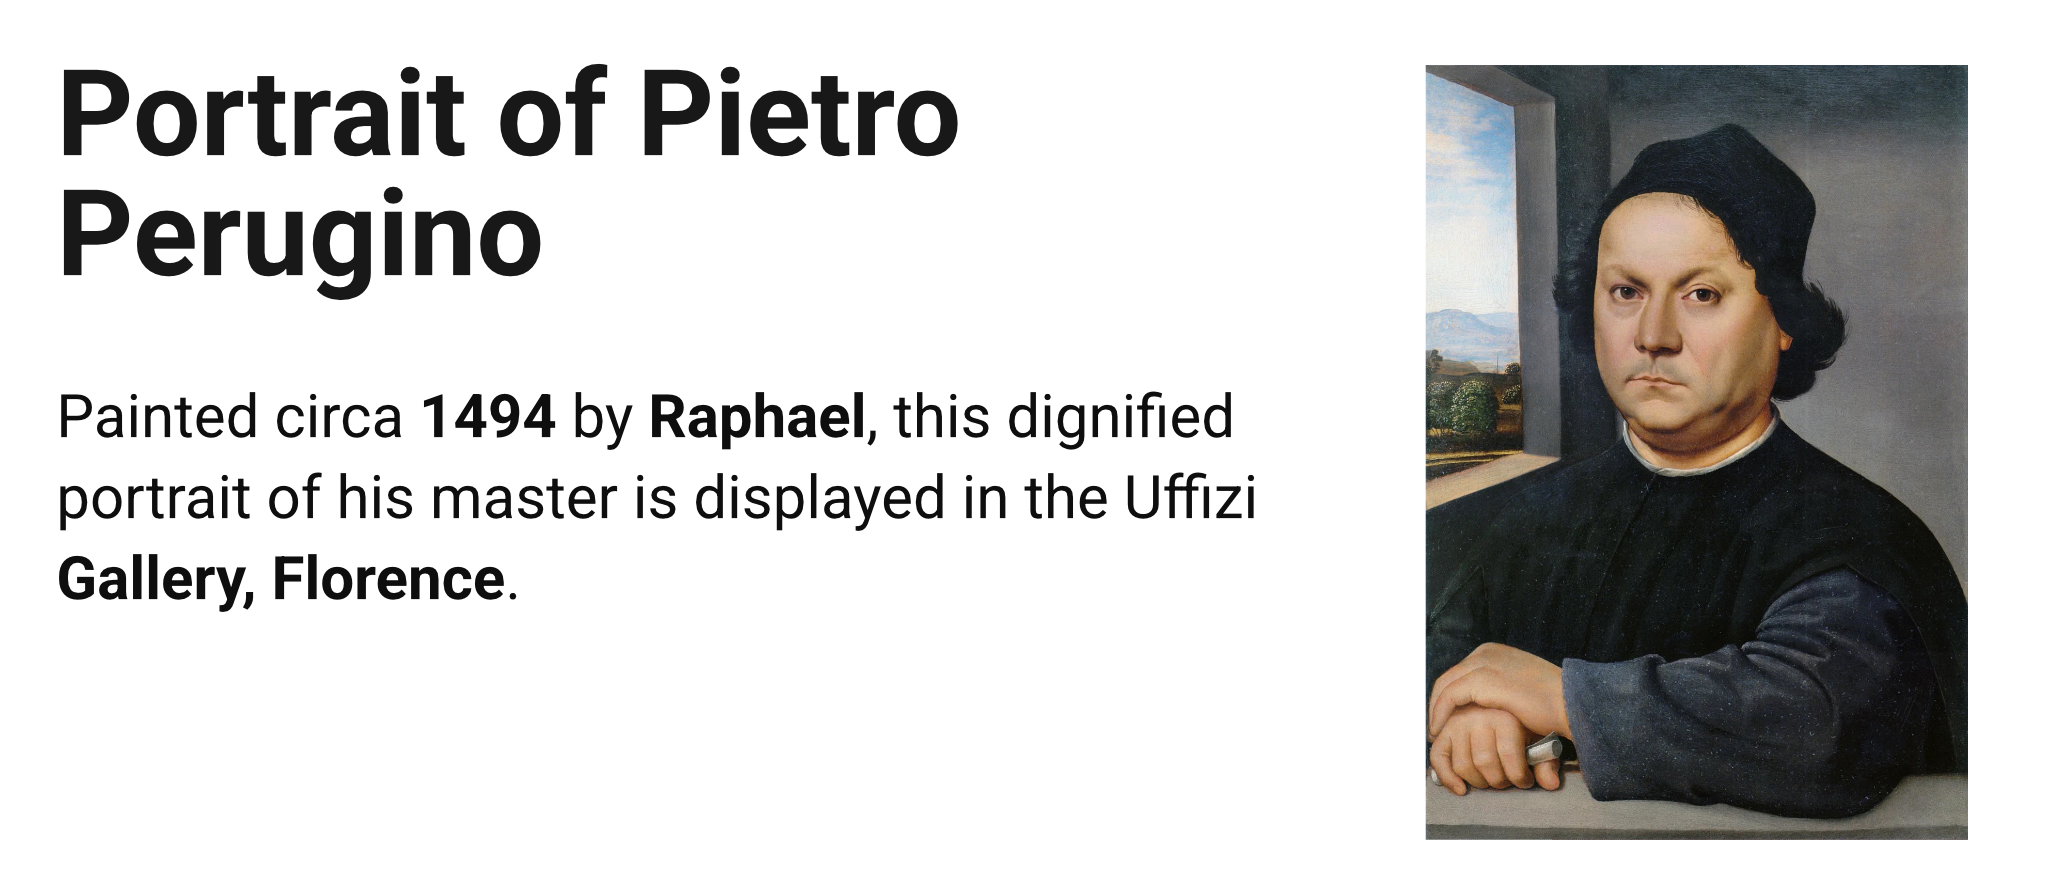 Portrait of Pietro
Perugino
Painted circa 1494 by Raphael, this dignified
portrait of his master is displayed in the Uffizi
Gallery, Florence.